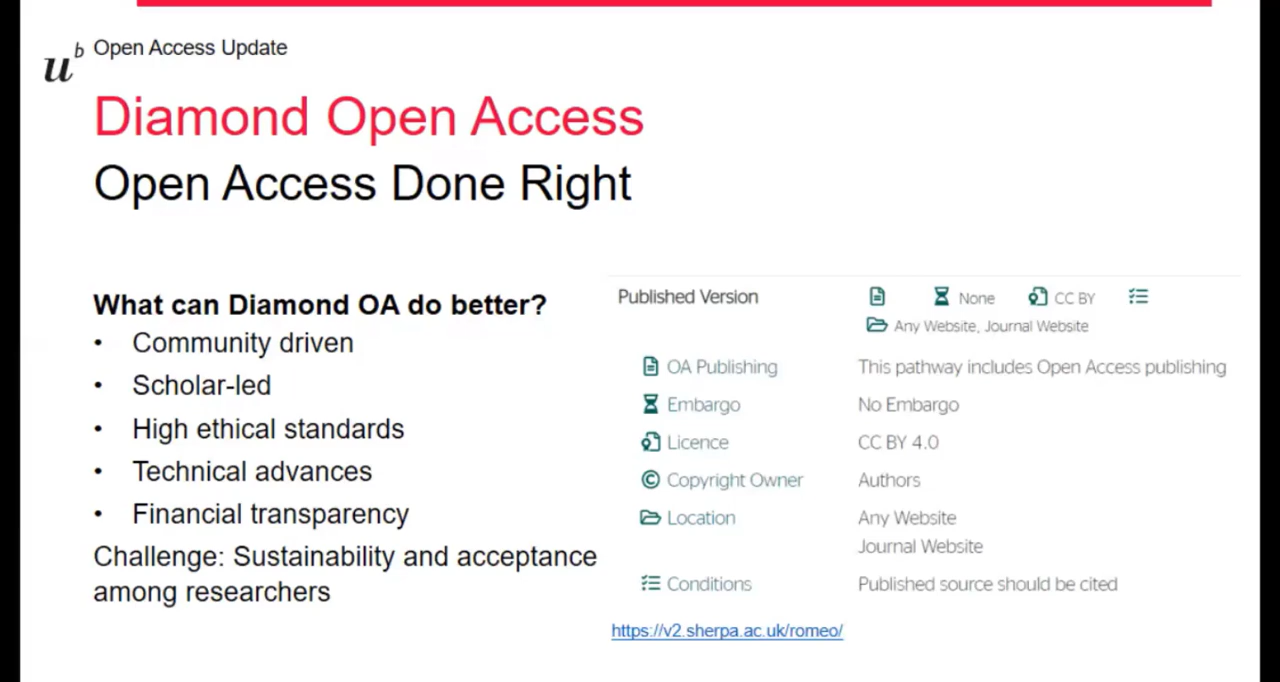 u b Open Access Update
Diamond Open Access
Open Access Done Right
What can Diamond OA do better?
• Community driven
• Scholar-led
• High ethical standards
• Technical advances
• Financial transparency
Challenge: Sustainability and acceptance
among researchers
Published Version None CC BY
Any Website, Journal Website
OA Publishing This pathway includes Open Access publishing
Embargo No Embargo
Licence CC BY 4.0
© Copyright Owner Authors
Location Any Website
Journal Website
Conditions Published source should be cited
https://v2.sherpa.ac.uk/romeo/